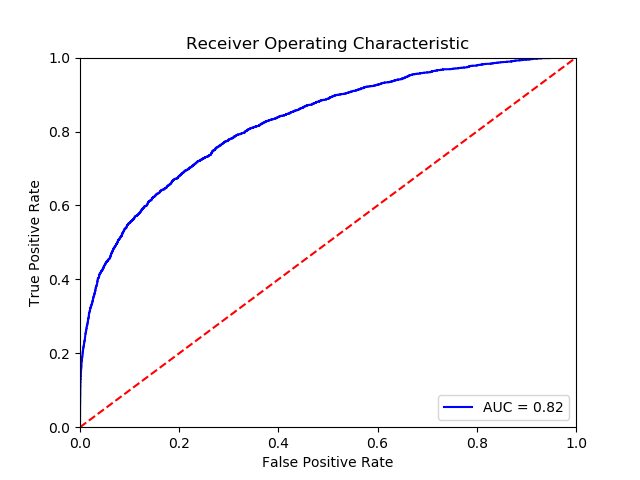 Receiver Operating Characteristic
True Positive Rate
1.0
0.8
0.6
0.4
0.2
0.0
AUC = 0.82
0.0 0.2 0.4 0.6 0.8 1.0
False Positive Rate